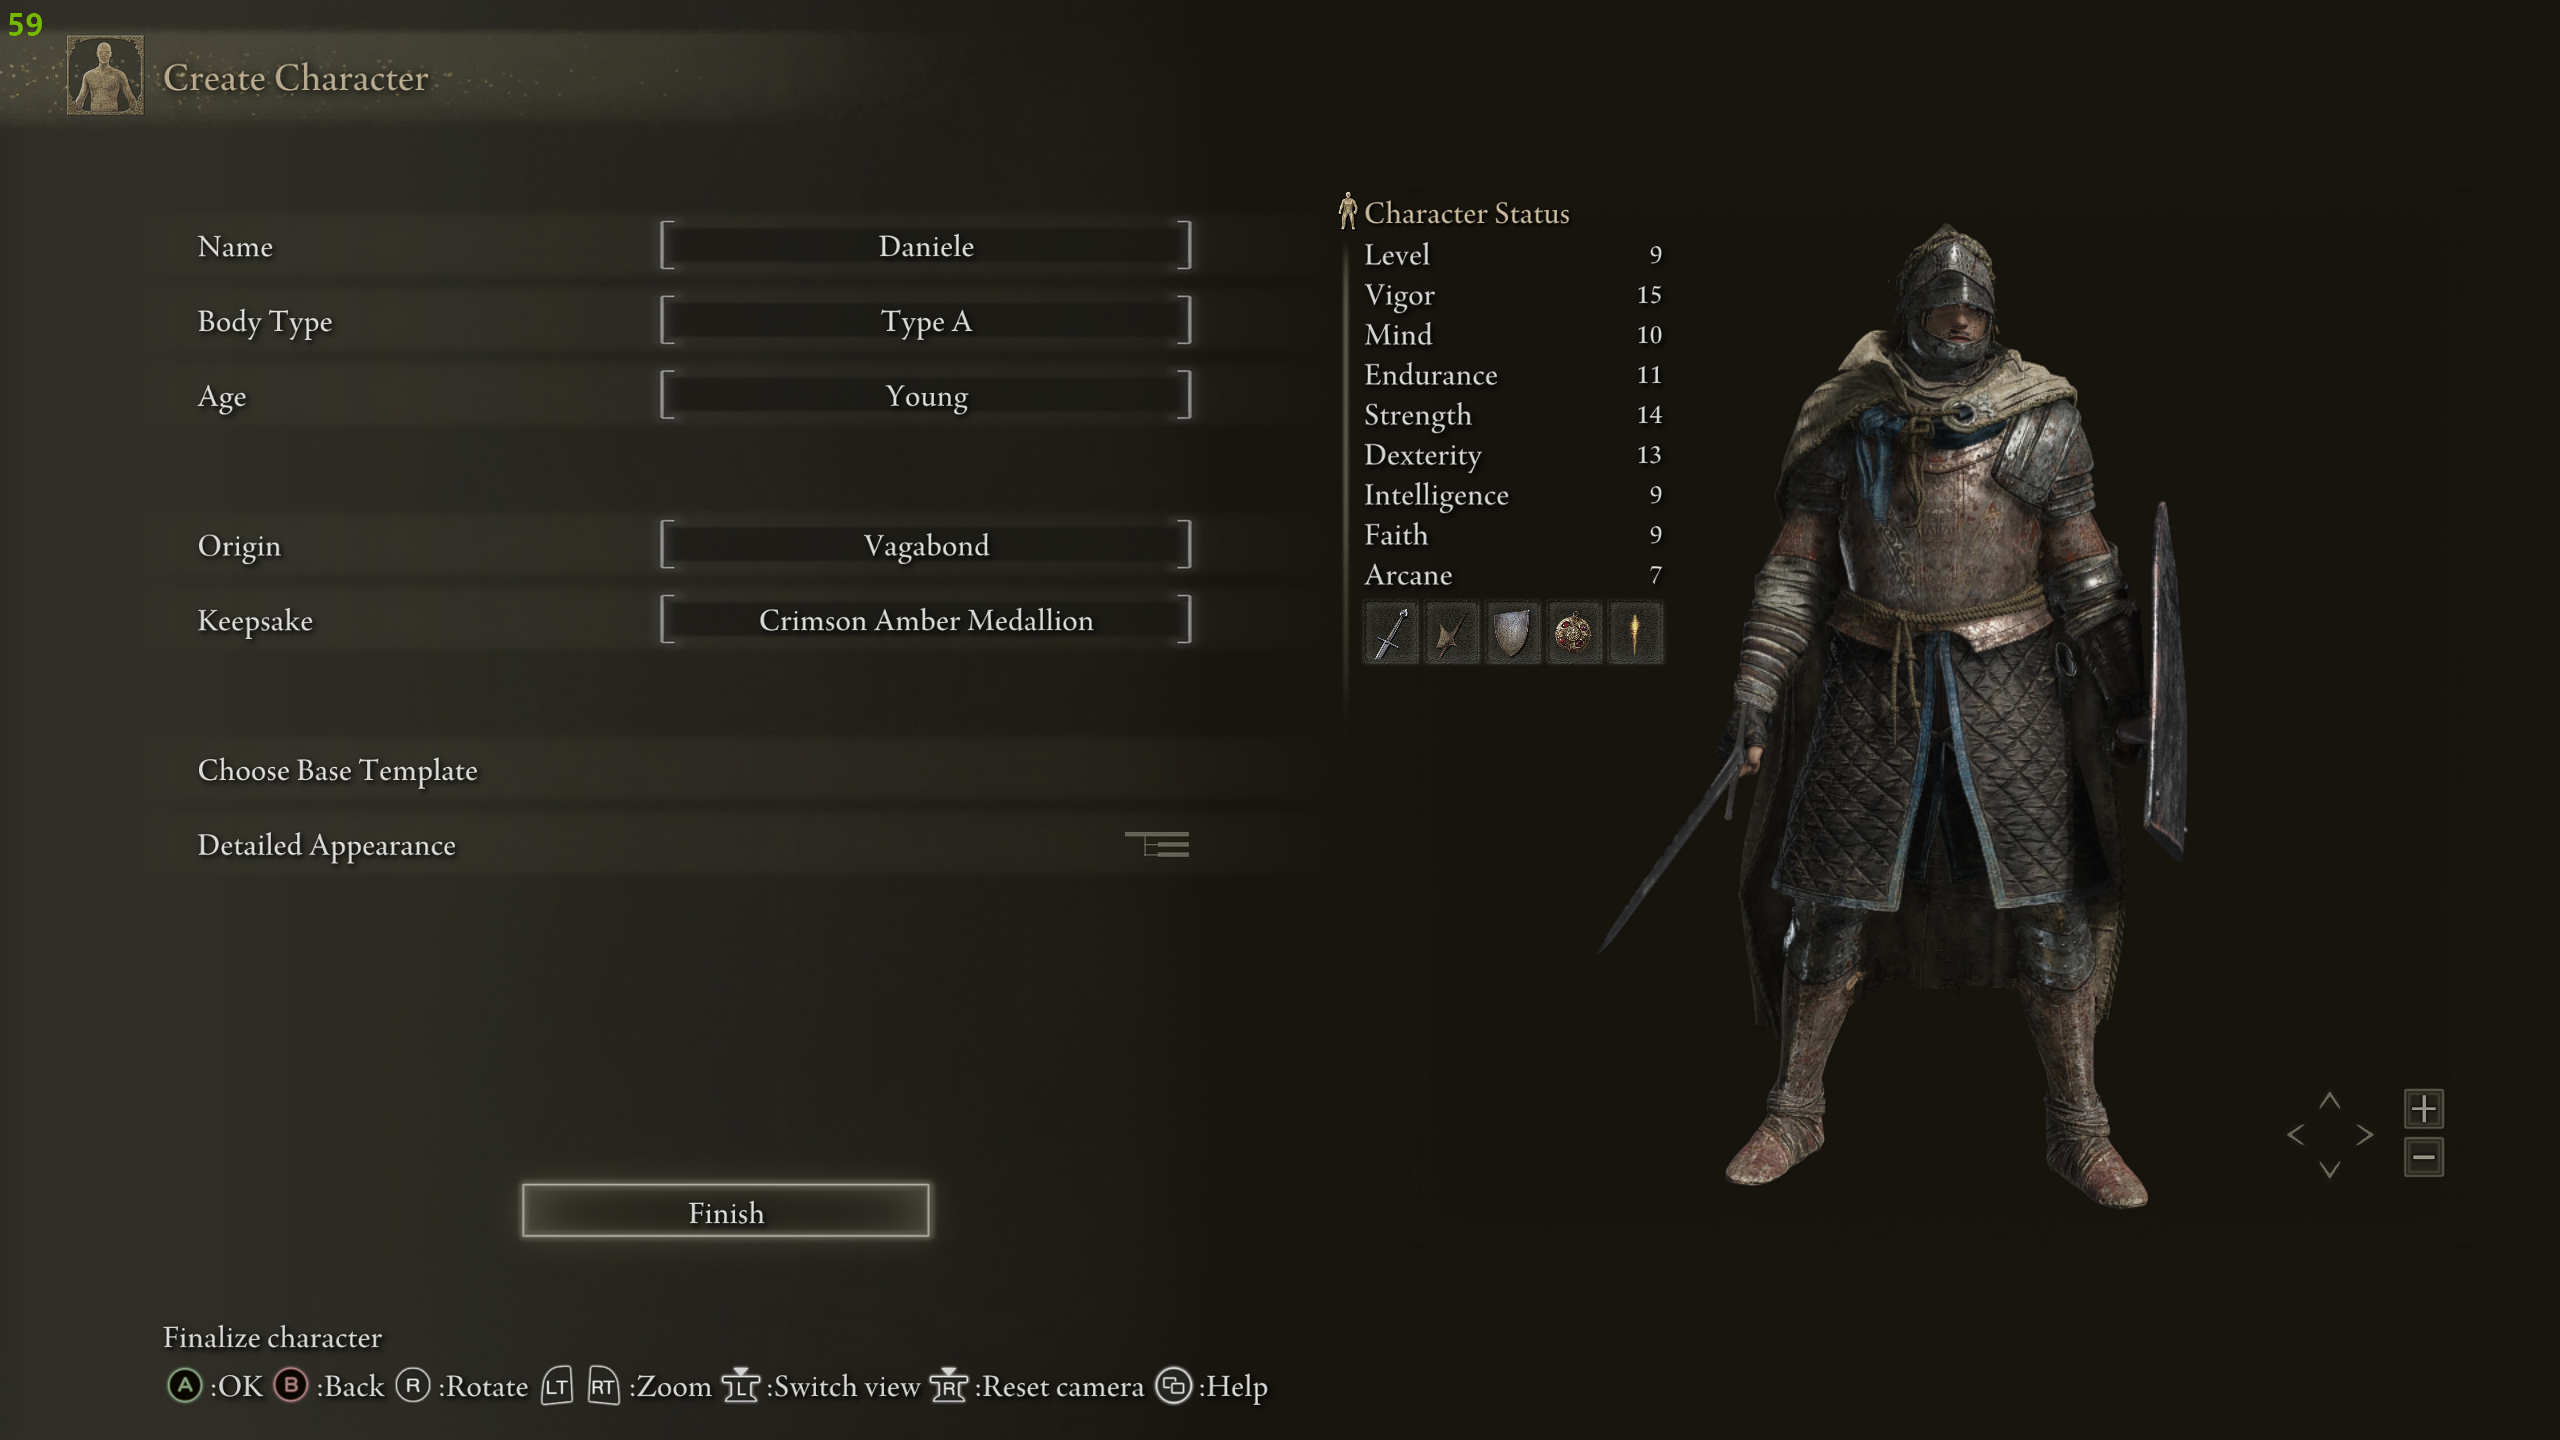 59
Create Character
Name Daniele
Body Type Type A
Age Young
Origin Vagabond
Keepsake Crimson Amber Medallion
Choose Base Template
Detailed Appearance
Finish
Character Status
Level 9
Vigor 15
Mind 10
Endurance 11
Strength 14
Dexterity 13
Intelligence 9
Faith 9
Arcane 7
Finalize character
A :OK B :Back R :Rotate LT RT :Zoom L :Switch view R :Reset camera :Help